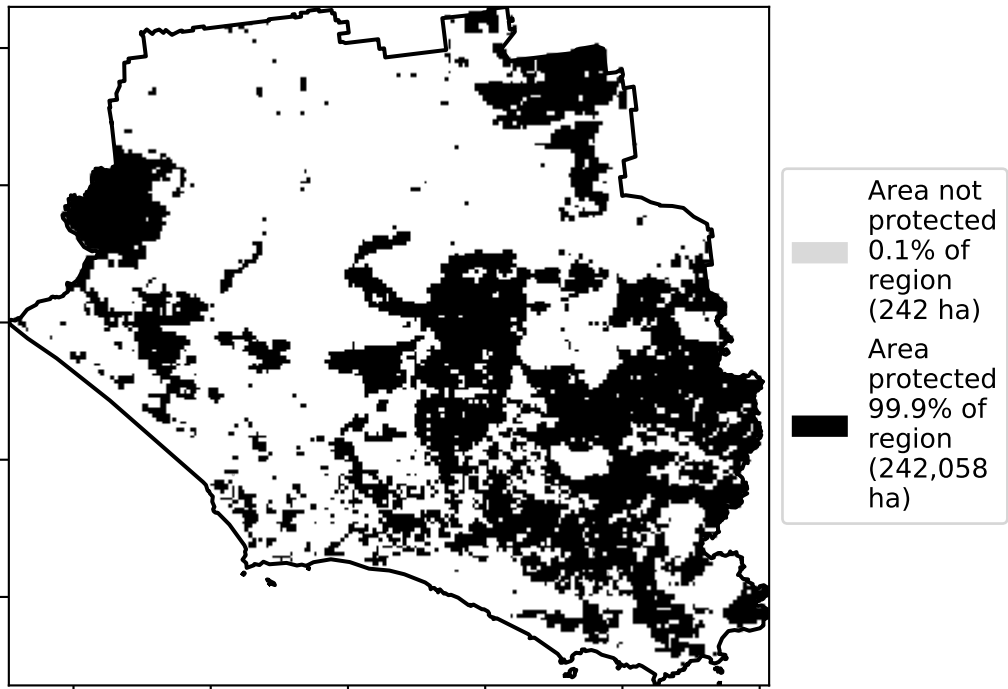 Area not
protected
0.1% of
region
(242 ha)
Area
protected
99.9% of
region
(242,058
ha)